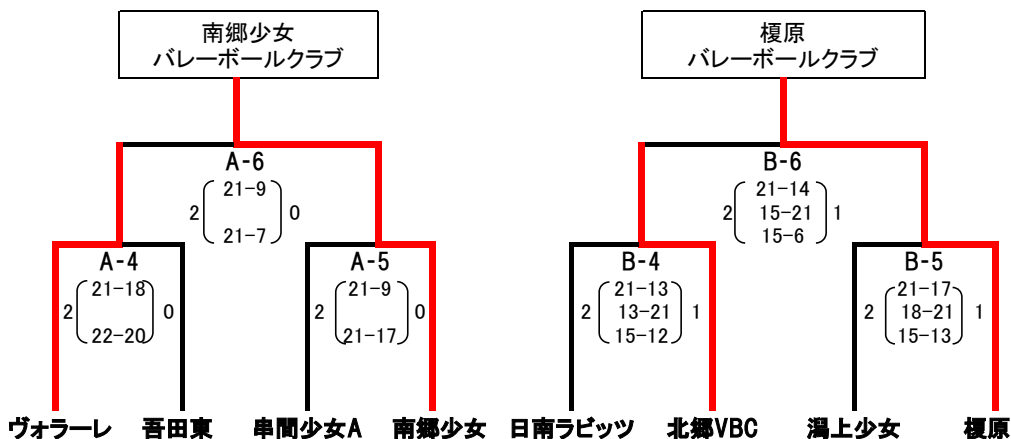 南郷少女
バレーボールクラブ
榎原
バレーボールクラブ
A-6
21-9
2 0
21-7
B-6
21-14
2 15-21 1
15-6
A-4
21-18
2 0
22-20
A-5
21-9
2 0
21-17
B-4
21-13
2 13-21 1
15-12
B-5
21-17
2 18-21 1
15-13
ヴォラーレ 吾田東 串間少女A 南郷少女 日南ラビッツ 北郷VBC 潟上少女 榎原